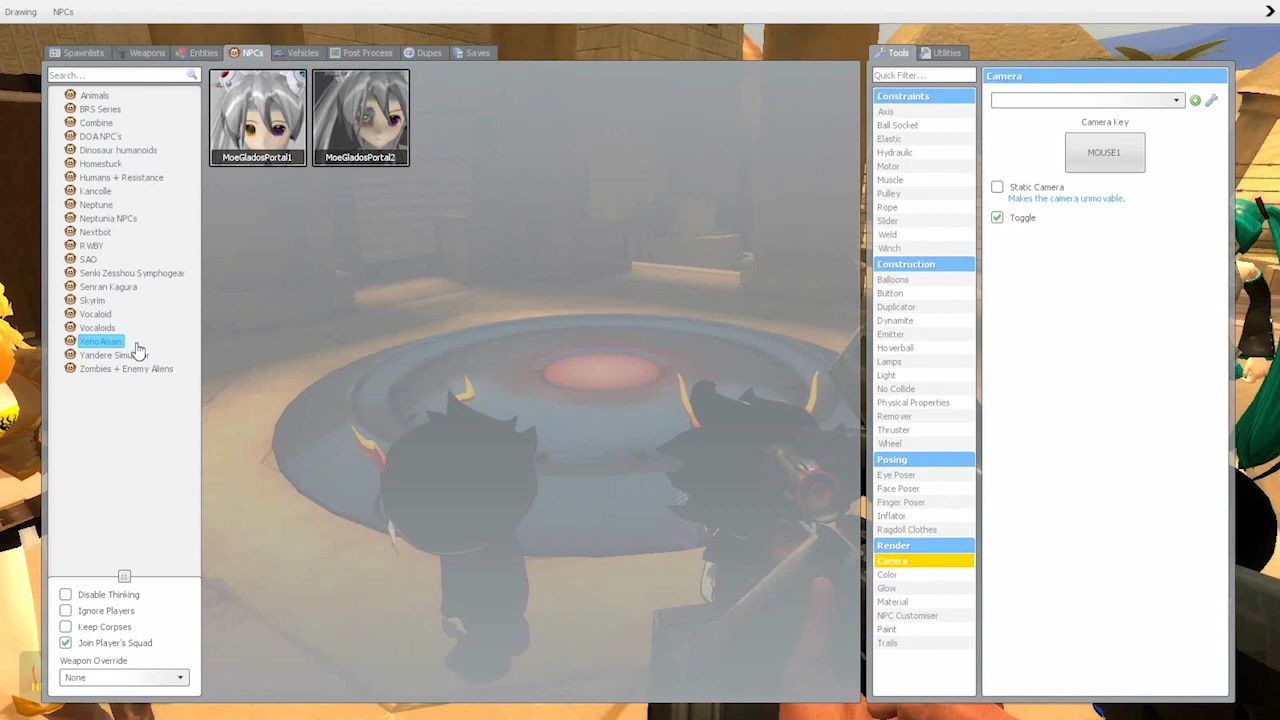 Drawing NPCs
Spawnlists Weapons Entities NPCs Vehicles Post Process Dupes Saves
Search...
Animals
BRS Series
Combine
DOA NPC's
Dinosaur humanoids
Homestuck
Humans + Resistance
Kancolle
Neptune
Neptunia NPCs
Nextbot
RWBY
SAO
Senki Zesshou Symphogear
Senran Kagura
Skyrim
Vocaloid
Vocaloids
XenoAisam
Yandere
Zombies + Enemy Aliens
Disable Thinking
Ignore Players
Keep Corpses
Join Player's Squad
Weapon Override
None
MoeGladosPortal1 MoeGladosPortal2
Tools Utilities
Quick Filter...
Constraints
Axis
Ball Socket
Elastic
Hydraulic
Motor
Muscle
Pulley
Rope
Slider
Weld
Winch
Construction
Balloons
Button
Duplicator
Dynamite
Emitter
Hoverball
Lamps
Light
No Collide
Physical Properties
Remover
Thruster
Wheel
Posing
Eye Poser
Face Poser
Finger Poser
Inflator
Ragdoll Clothes
Render
Camera
Color
Glow
Material
NPC Customiser
Paint
Trails
Camera
Camera Key
MOUSE1
Static Camera
Makes the camera unmovable.
Toggle